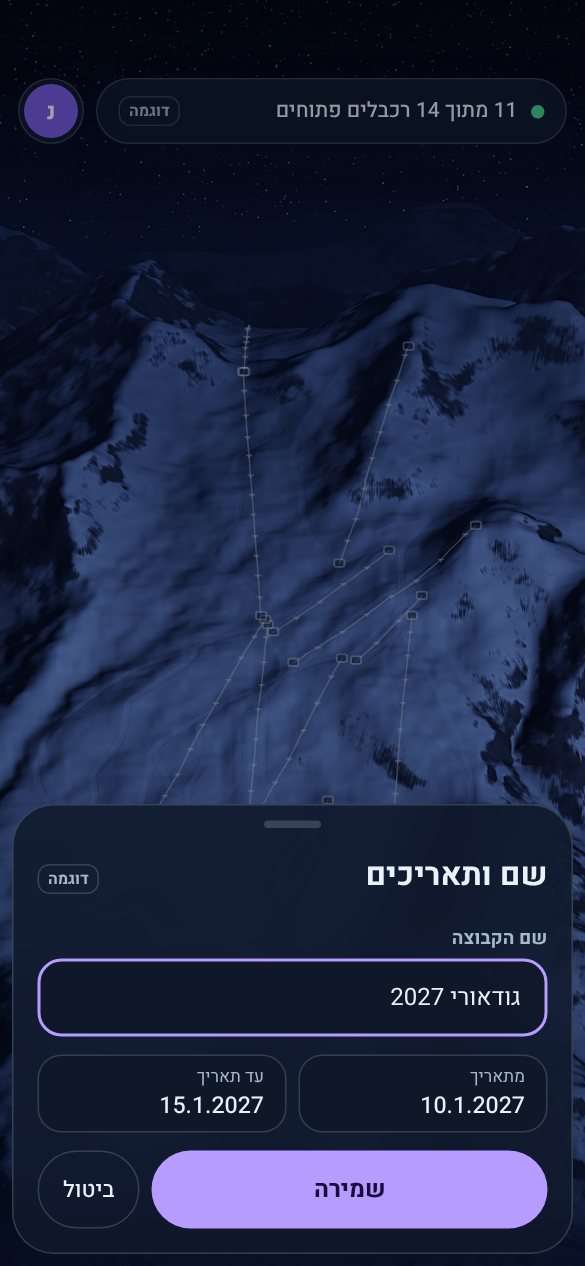 11 מתוך 14 רכבלים פתוחים
דוגמה
נ
שם ותאריכים
דוגמה
שם הקבוצה
גודאורי 2027
מתאריך
10.1.2027
עד תאריך
15.1.2027
שמירה
ביטול